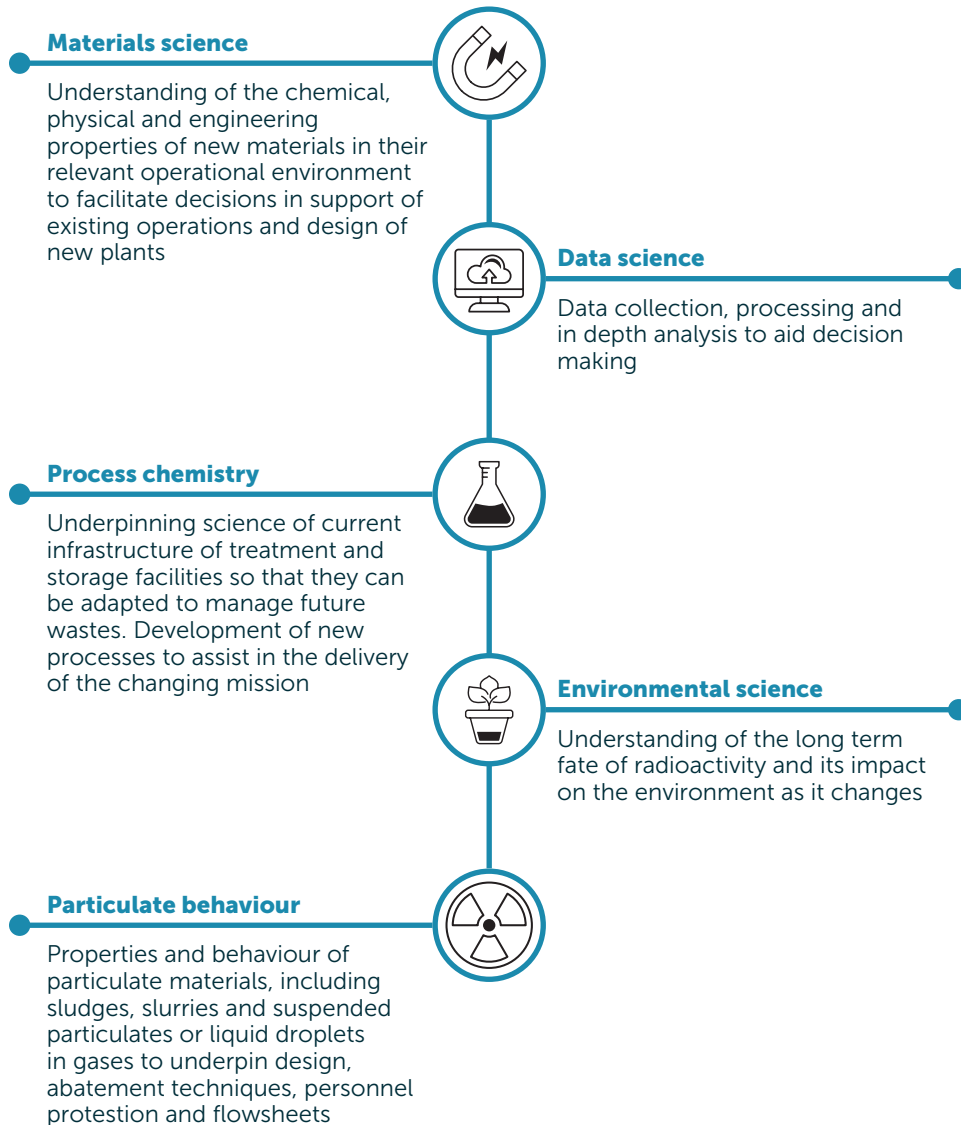 Materials science
Understanding of the chemical,
physical and engineering
properties of new materials in their
relevant operational environment
to facilitate decisions in support of
existing operations and design of
new plants
Data science
Data collection, processing and
in depth analysis to aid decision
making
Process chemistry
Underpinning science of current
infrastructure of treatment and
storage facilities so that they can
be adapted to manage future
wastes. Development of new
processes to assist in the delivery
of the changing mission
Environmental science
Understanding of the long term
fate of radioactivity and its impact
on the environment as it changes
Particulate behaviour
Properties and behaviour of
particulate materials, including
sludges, slurries and suspended
particulates or liquid droplets
in gases to underpin design,
abatement techniques, personnel
protestion and flowsheets